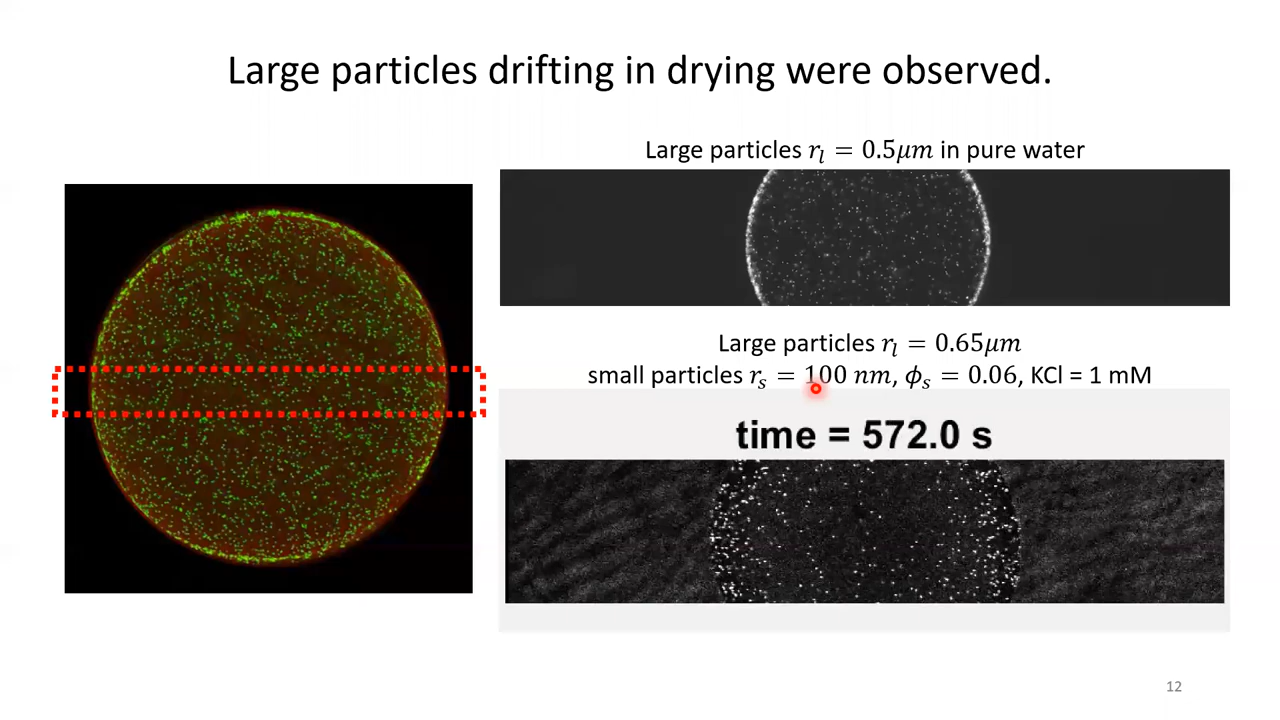 Large particles drifting in drying were observed.
Large particles r_l = 0.5μm in pure water
Large particles r_l = 0.65μm
small particles r_s = 100 nm, ϕ_s = 0.06, KCl = 1 mM
time = 572.0 s
12